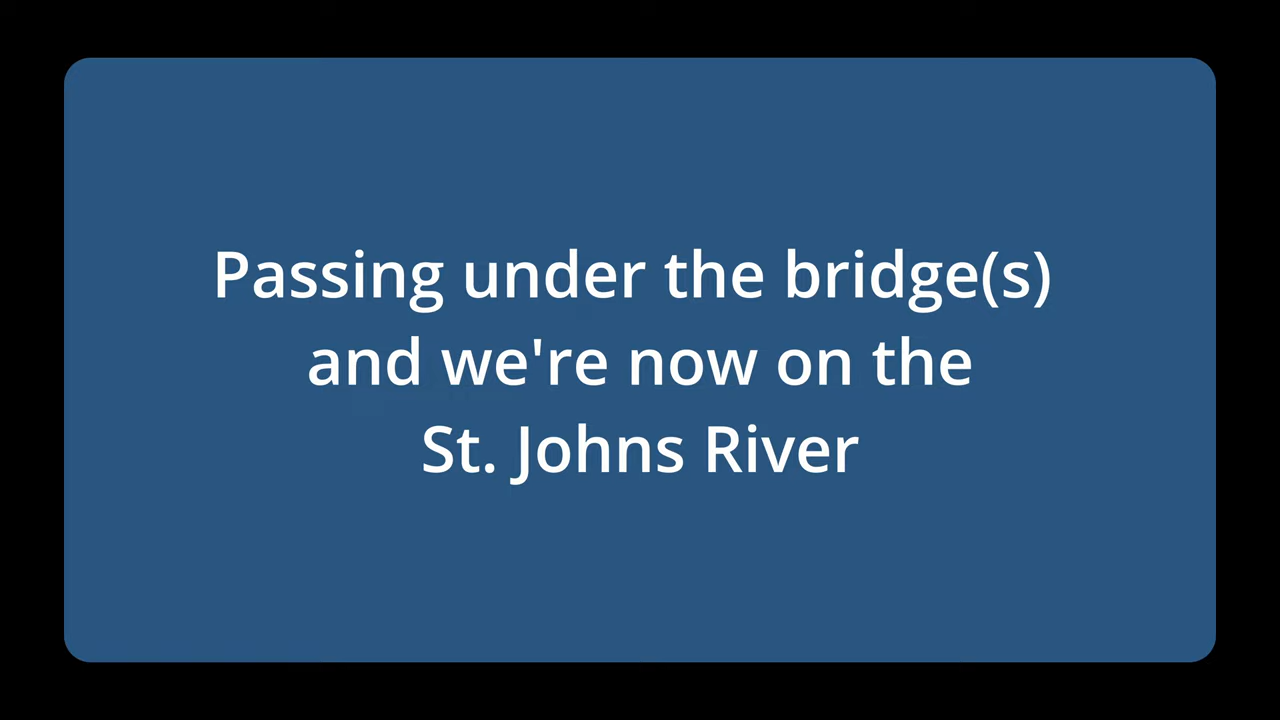 Passing under the bridge(s)
and we're now on the
St. Johns River